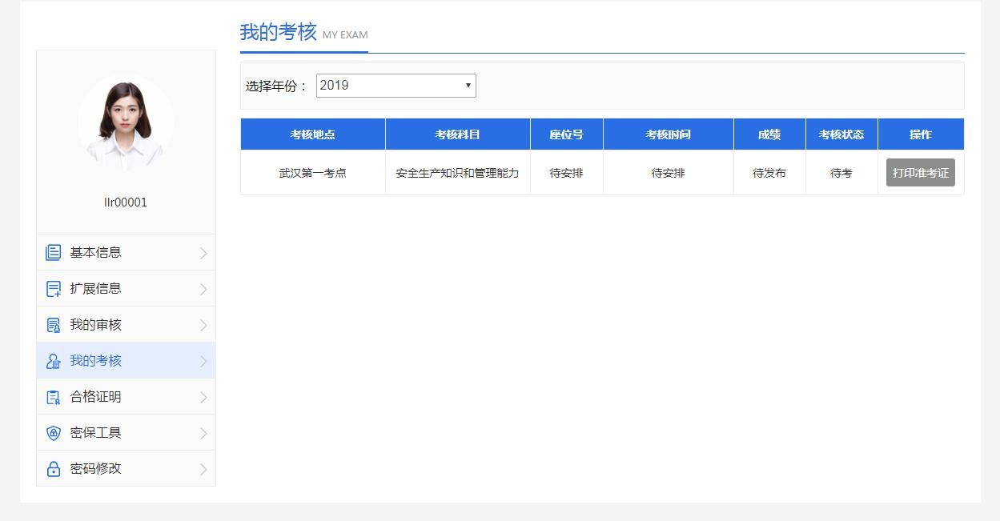 我的考核 MY EXAM
选择年份： 2019
考核地点 考核科目 座位号 考核时间 成绩 考核状态 操作
武汉第一考点 安全生产知识和管理能力 待安排 待安排 待发布 待考 打印准考证
llr00001
基本信息
扩展信息
我的审核
我的考核
合格证明
密保工具
密码修改